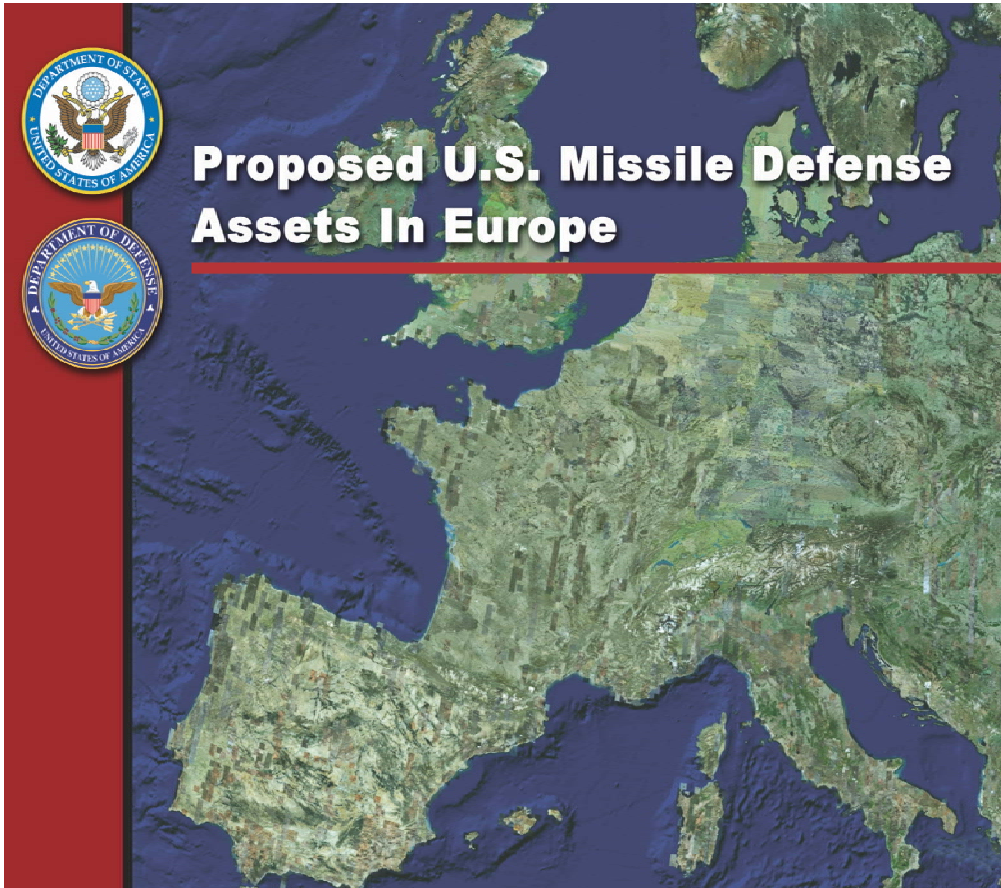 DEPARTMENT OF STATE
UNITED STATES OF AMERICA
Proposed U.S. Missile Defense
Assets In Europe
DEPARTMENT OF DEFENSE
UNITED STATES OF AMERICA